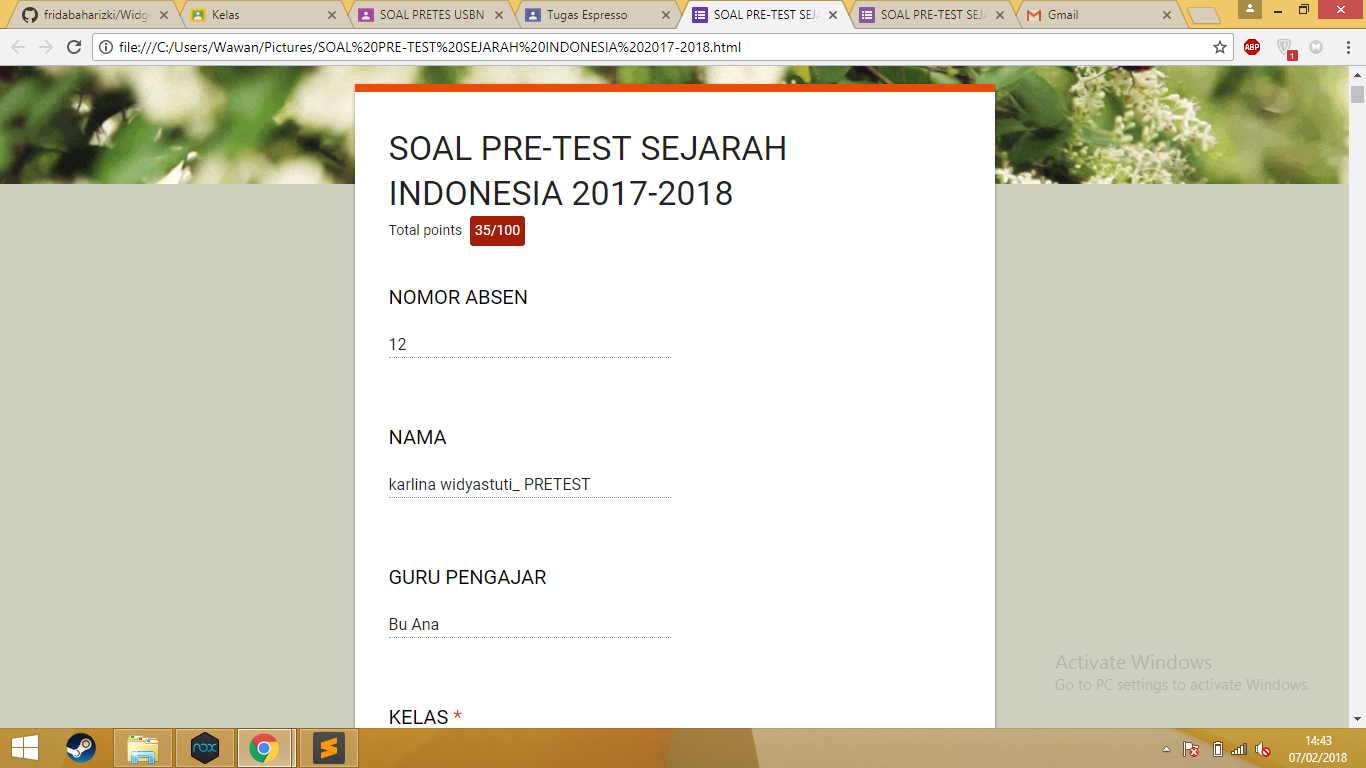 fridabaharizki/Widg
Kelas
SOAL PRETES USBN
Tugas Espresso
SOAL PRE-TEST SEJA
SOAL PRE-TEST SEJ
Gmail
file:///C:/Users/Wawan/Pictures/SOAL%20PRE-TEST%20SEJARAH%20INDONESIA%202017-2018.html
ABP
1
SOAL PRE-TEST SEJARAH
INDONESIA 2017-2018
Total points 35/100
NOMOR ABSEN
12
NAMA
karlina widyastuti_ PRETEST
GURU PENGAJAR
Bu Ana
KELAS *
Activate Windows
Go to PC settings to activate Windows.
nox
14:43
07/02/2018